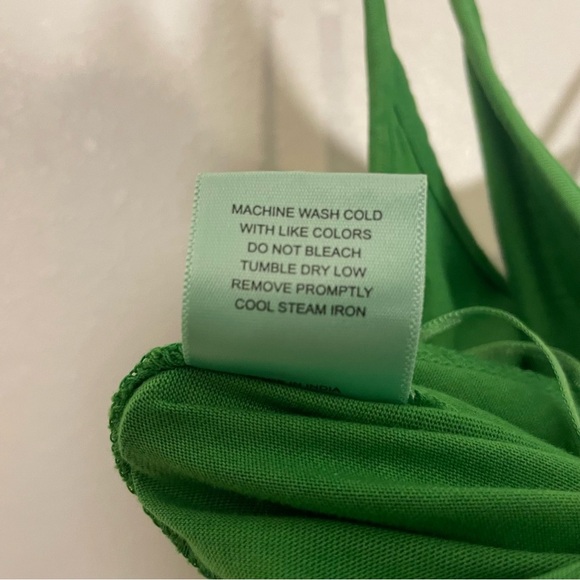 MACHINE WASH COLD
WITH LIKE COLORS
DO NOT BLEACH
TUMBLE DRY LOW
REMOVE PROMPTLY
COOL STEAM IRON